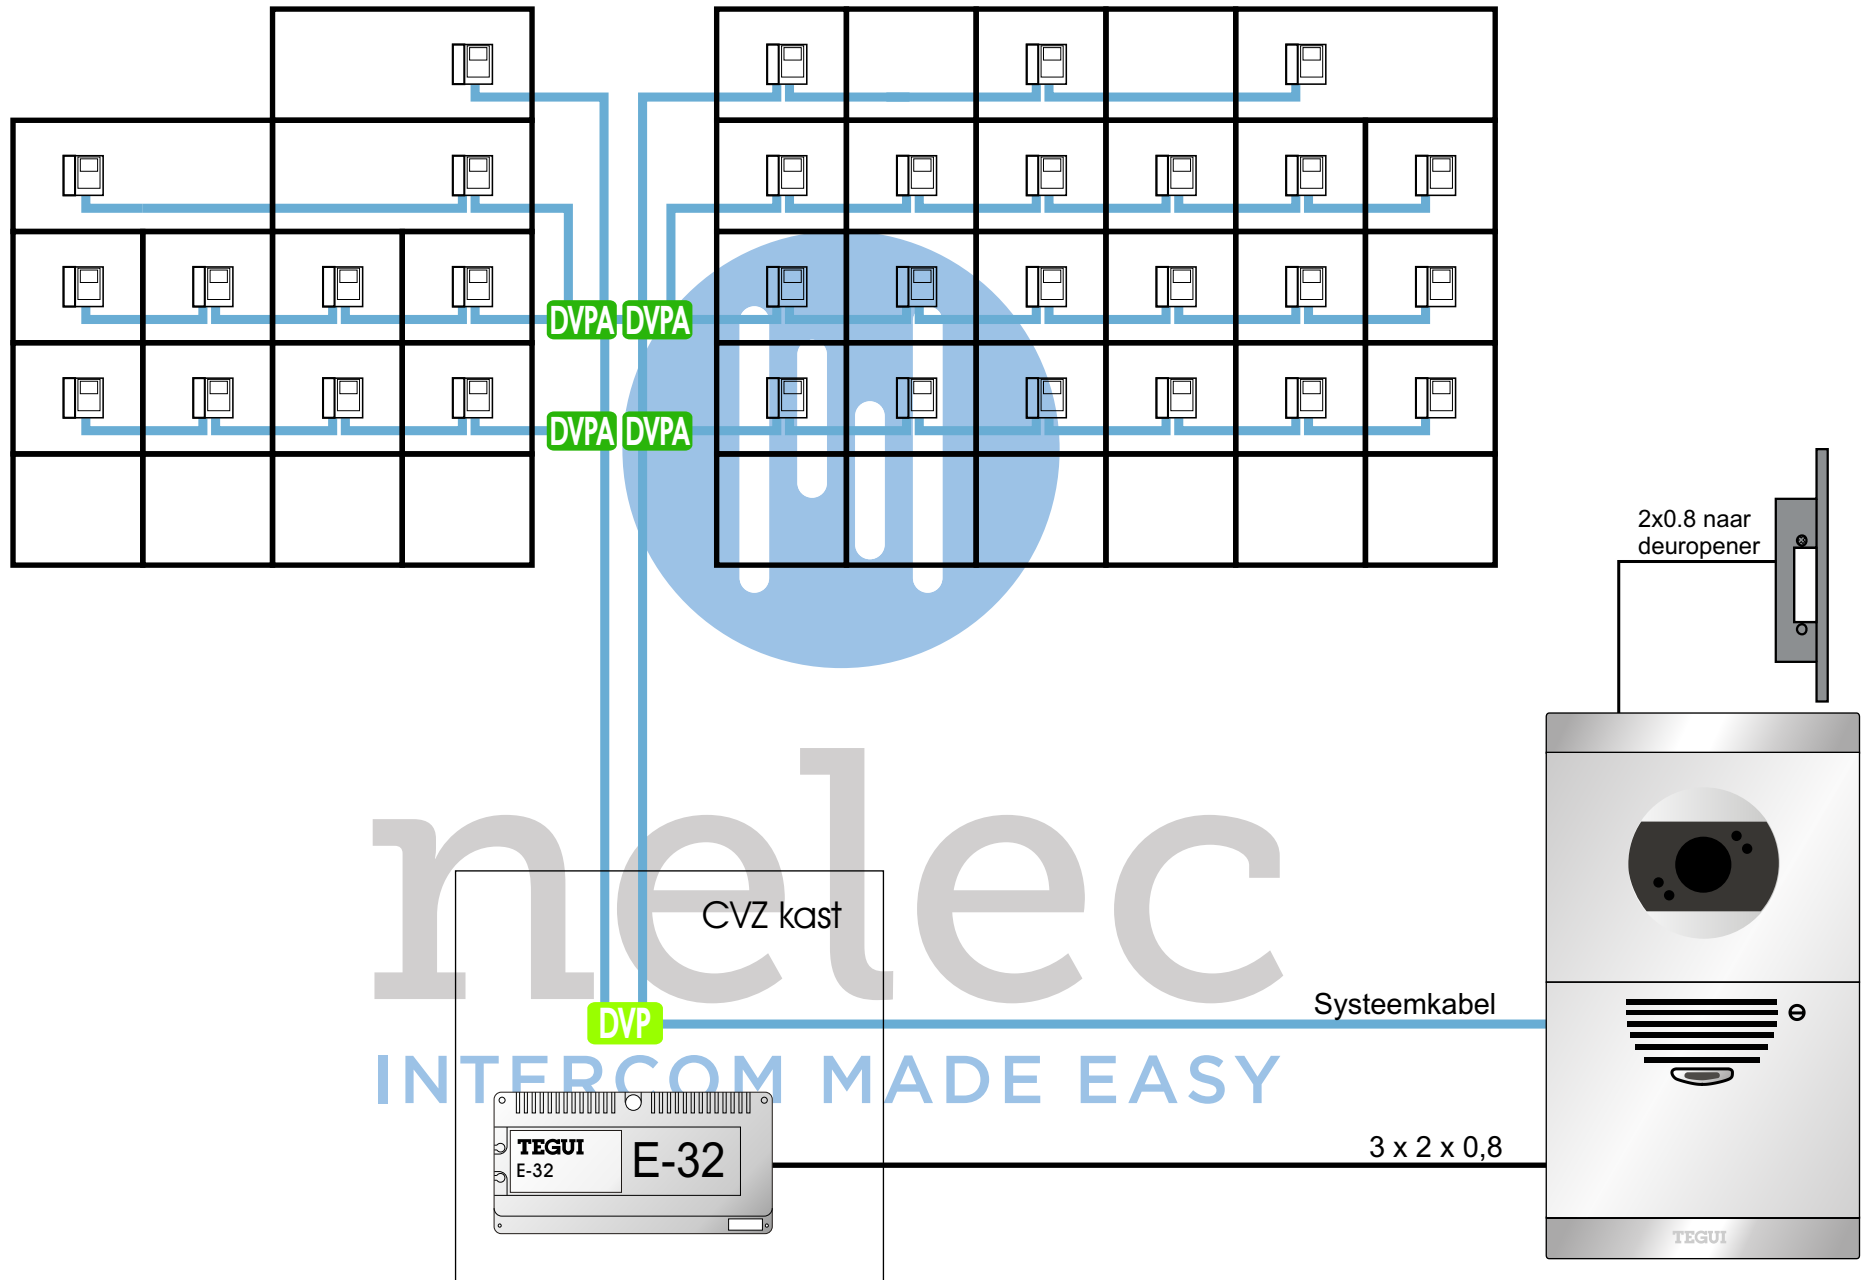 DVPA DVPA
DVPA DVPA
2x0.8 naar
deuropener
nelec
CVZ kast
Systeemkabel
DVP
INTERCOM MADE EASY
TEGUI
E-32
E-32
3 x 2 x 0,8
TEGUI